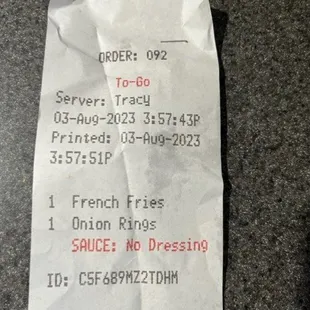 ORDER: 092
To-Go
Server: Tracy
03-Aug-2023 3:57:43P
Printed: 03-Aug-2023
3:57:51P
1 French Fries
1 Onion Rings
SAUCE: No Dressing
ID: C5F689MZ2TDHM